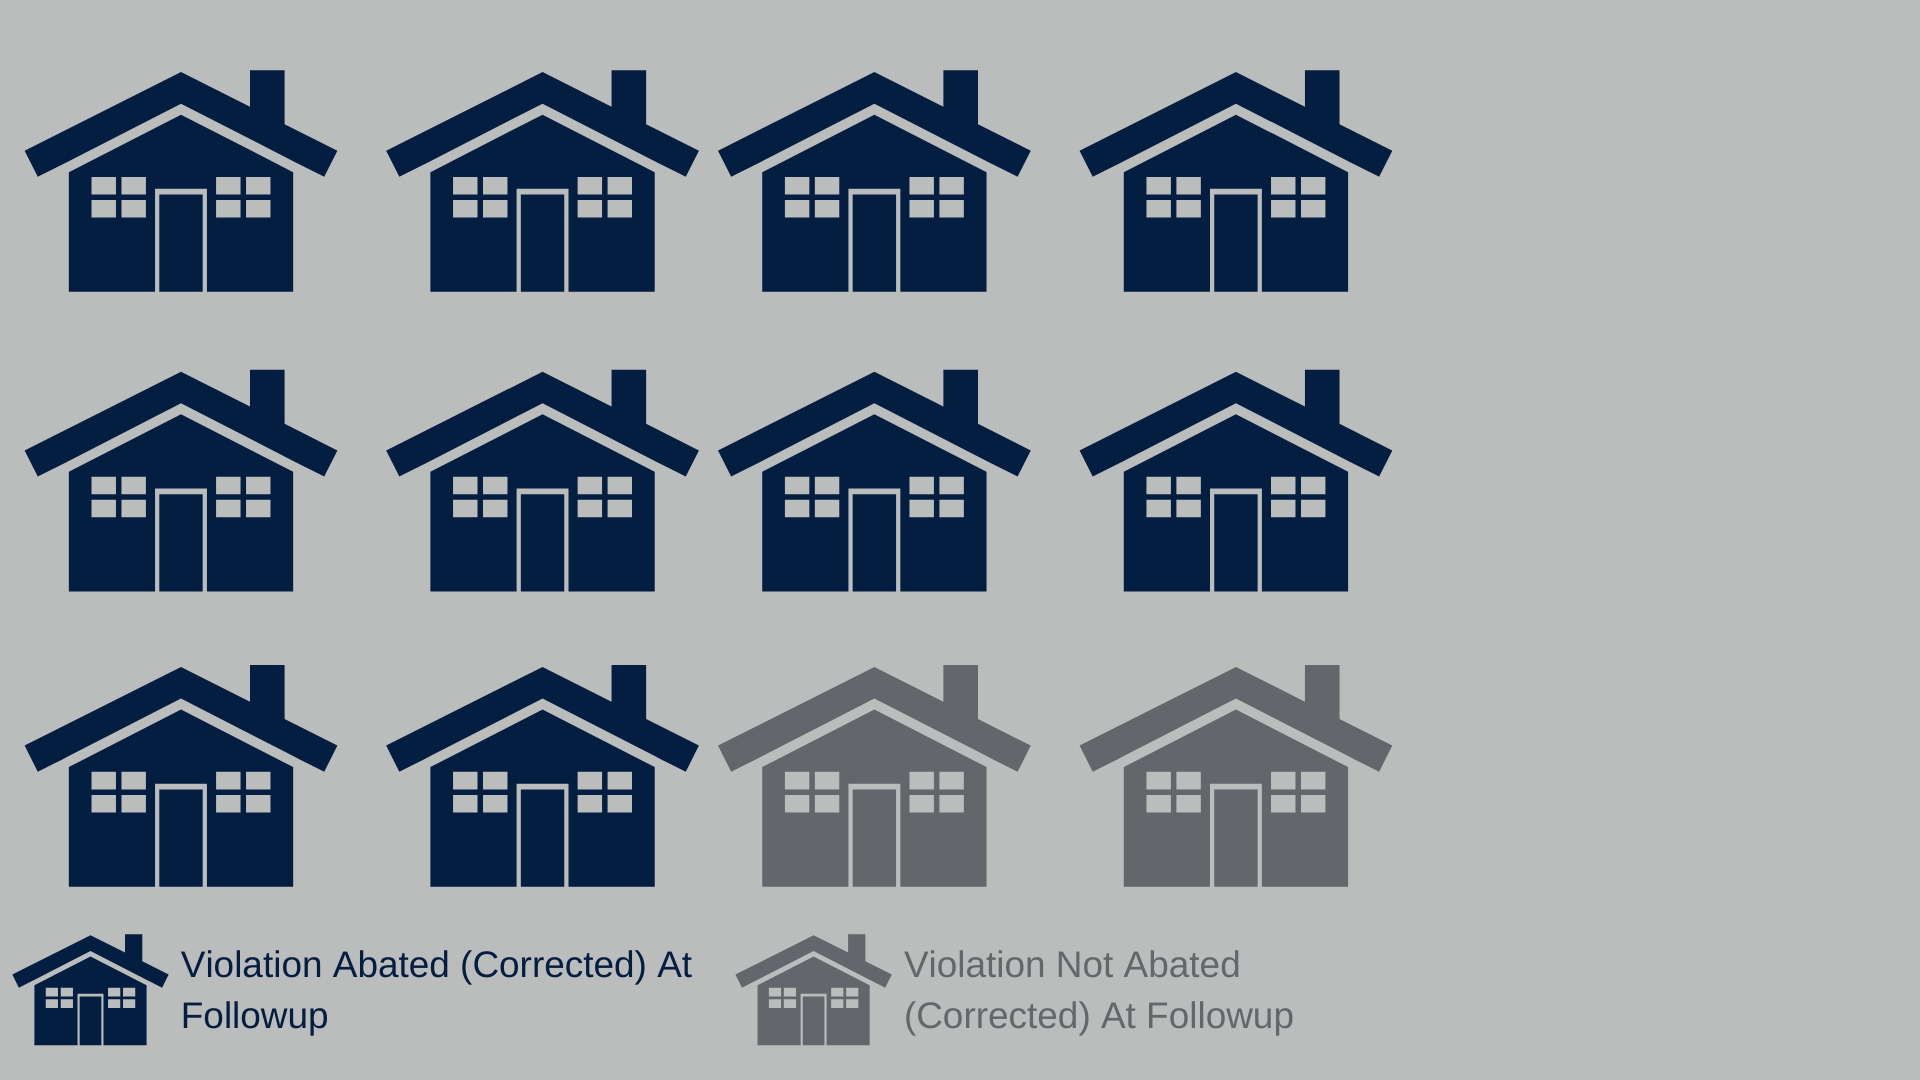 Violation Abated (Corrected) At
Followup
Violation Not Abated
(Corrected) At Followup